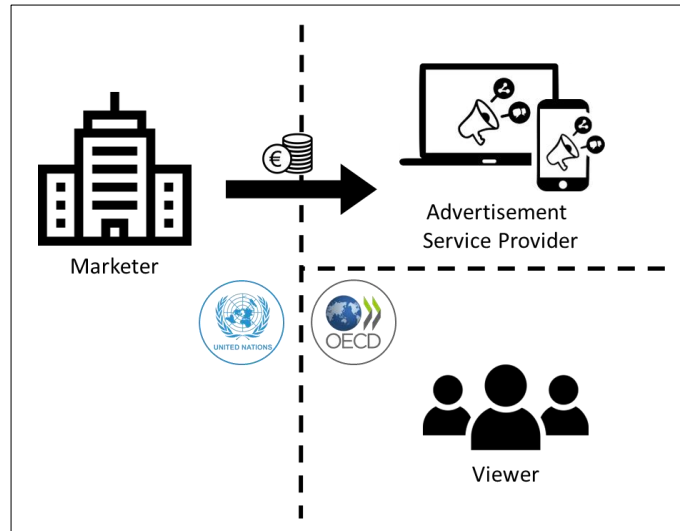 €
Marketer
Advertisement
Service Provider
UNITED NATIONS
OECD
Viewer